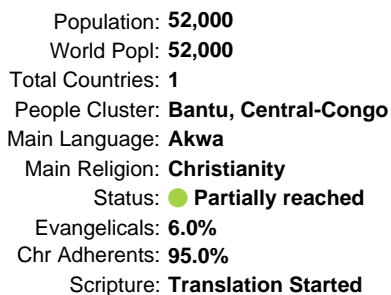 Population: 52,000
World Popl: 52,000
Total Countries: 1
People Cluster: Bantu, Central-Congo
Main Language: Akwa
Main Religion: Christianity
Status: Partially reached
Evangelicals: 6.0%
Chr Adherents: 95.0%
Scripture: Translation Started